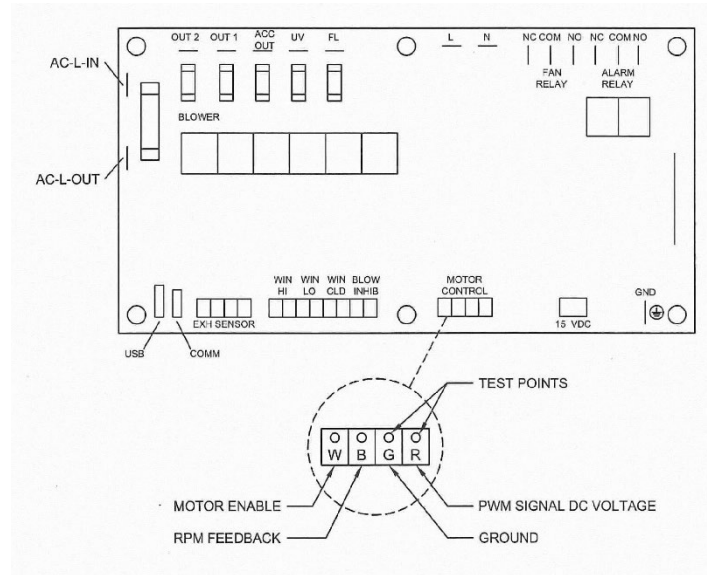 OUT 2 OUT 1 ACC OUT UV FL L N NC COM NO NC COM NO
FAN RELAY ALARM RELAY
AC-L-IN
BLOWER
AC-L-OUT
WIN HI WIN LO WIN CLD BLOW INHIB MOTOR CONTROL
GND
EXH SENSOR 15 VDC
USB COMM
TEST POINTS
W B G R
MOTOR ENABLE PWM SIGNAL DC VOLTAGE
RPM FEEDBACK GROUND